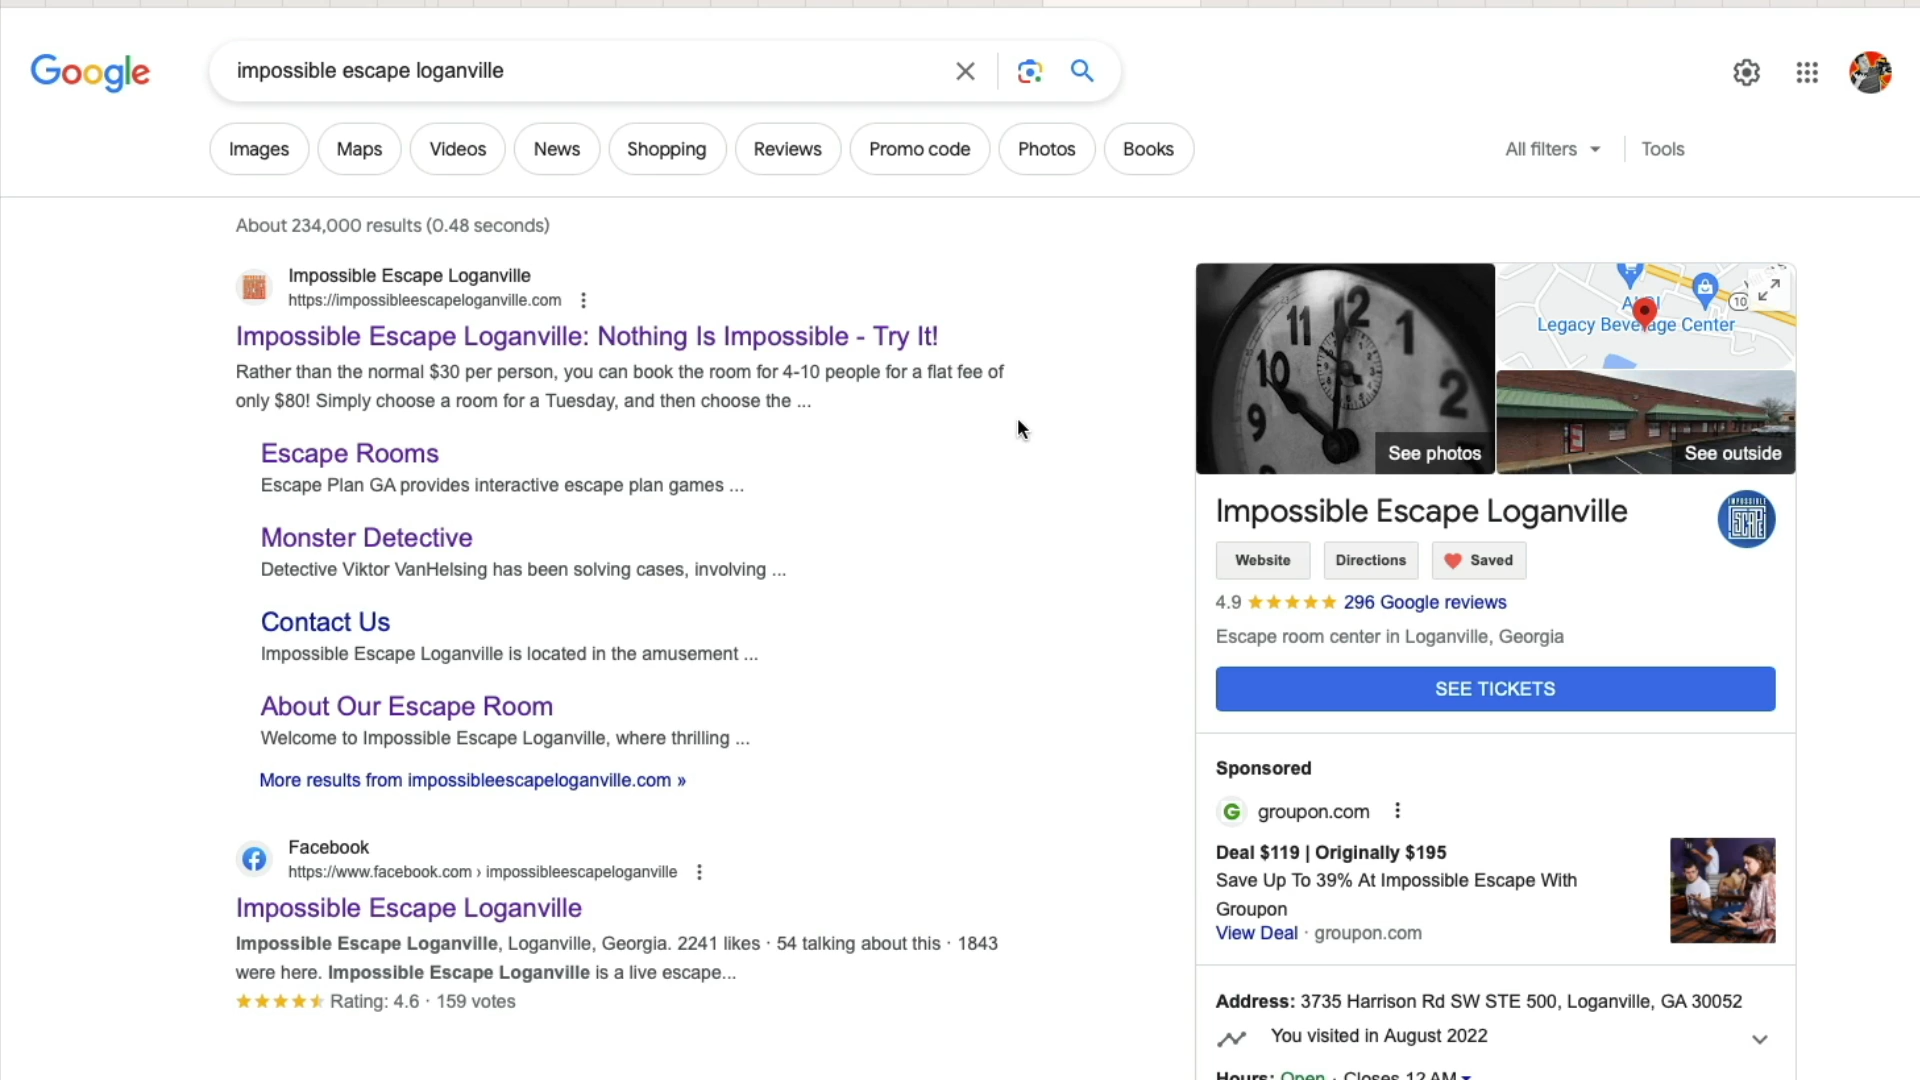 Google
impossible escape loganville
Images
Maps
Videos
News
Shopping
Reviews
Promo code
Photos
Books
All filters
Tools
About 234,000 results (0.48 seconds)
Impossible Escape Loganville
https://impossibleescapeloganville.com
Impossible Escape Loganville: Nothing Is Impossible - Try It!
Rather than the normal $30 per person, you can book the room for 4-10 people for a flat fee of
only $80! Simply choose a room for a Tuesday, and then choose the ...
Escape Rooms
Escape Plan GA provides interactive escape plan games ...
Monster Detective
Detective Viktor VanHelsing has been solving cases, involving ...
Contact Us
Impossible Escape Loganville is located in the amusement ...
About Our Escape Room
Welcome to Impossible Escape Loganville, where thrilling ...
More results from impossibleescapeloganville.com »
Facebook
https://www.facebook.com › impossibleescapeloganville
Impossible Escape Loganville
Impossible Escape Loganville, Loganville, Georgia. 2241 likes · 54 talking about this · 1843
were here. Impossible Escape Loganville is a live escape...
Rating: 4.6 · 159 votes
12
11
1
10
2
9
See photos
10
Legacy Beverage Center
See outside
Impossible Escape Loganville
IMPOSSIBLE
ESCAPE
Website
Directions
Saved
4.9
296 Google reviews
Escape room center in Loganville, Georgia
SEE TICKETS
Sponsored
G
groupon.com
Deal $119 | Originally $195
Save Up To 39% At Impossible Escape With
Groupon
View Deal · groupon.com
Address: 3735 Harrison Rd SW STE 500, Loganville, GA 30052
You visited in August 2022
Hours: Open · Closes 12 AM